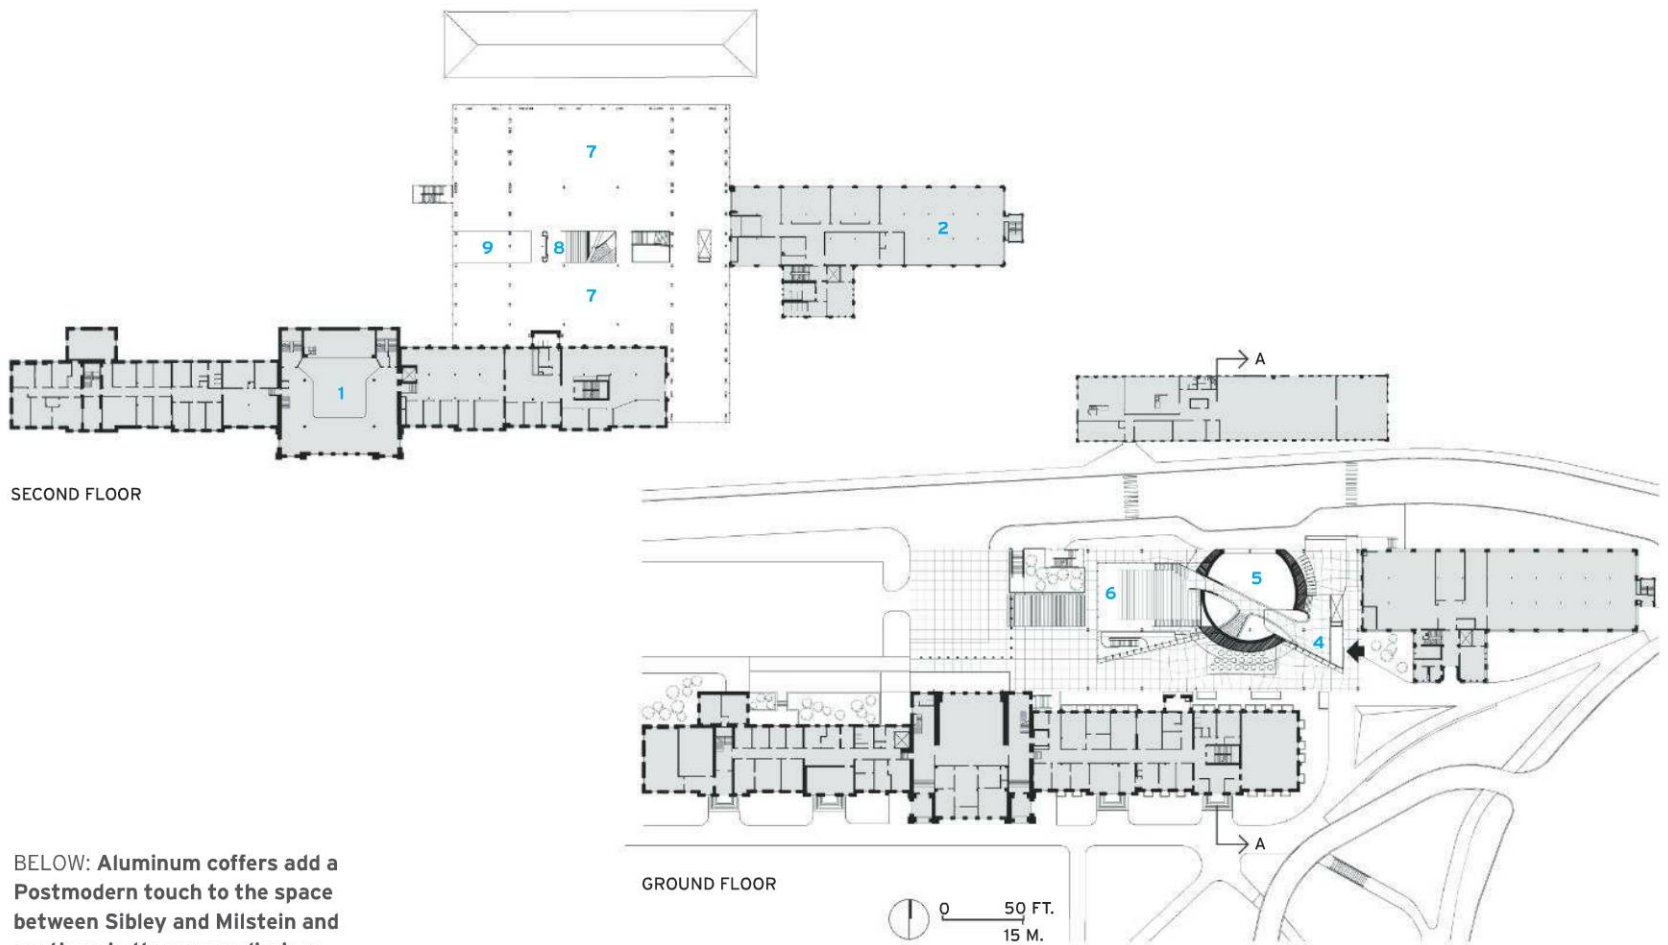 7
2
9
8
7
1
A
SECOND FLOOR
5
6
4
A
GROUND FLOOR
0 50 FT.
15 M.
BELOW: Aluminum coffers add a
Postmodern touch to the space
between Sibley and Milstein and